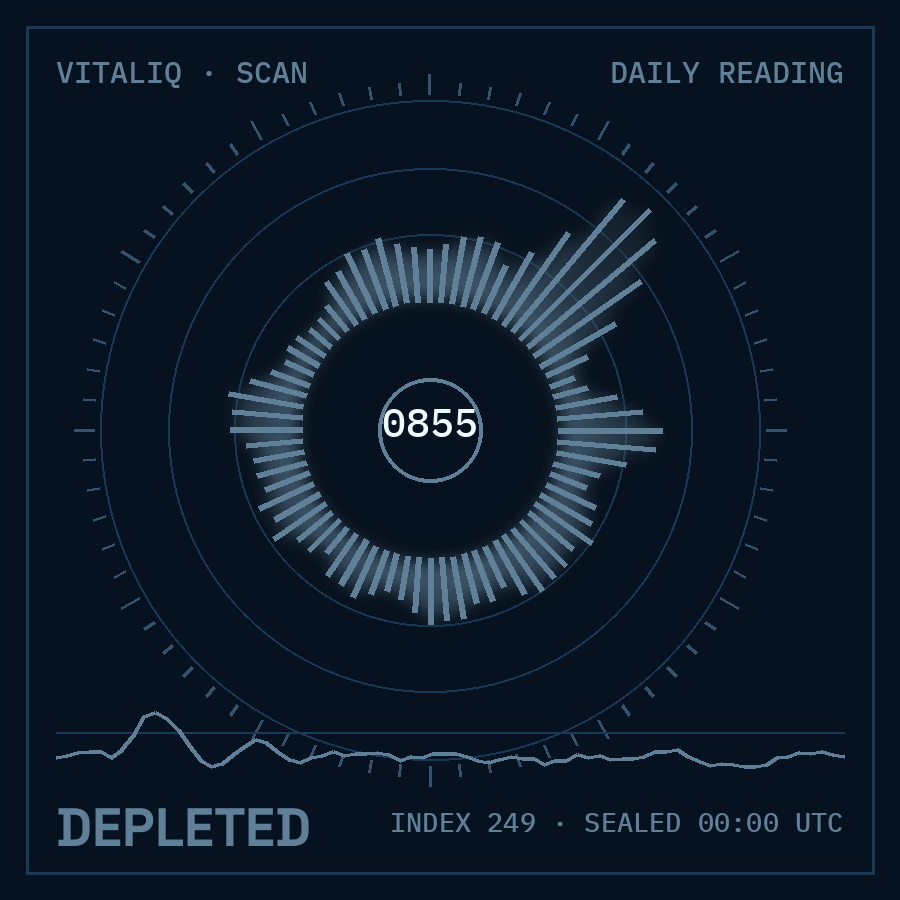 VITALIQ · SCAN
DAILY READING
0855
DEPLETED
INDEX 249 · SEALED 00:00 UTC